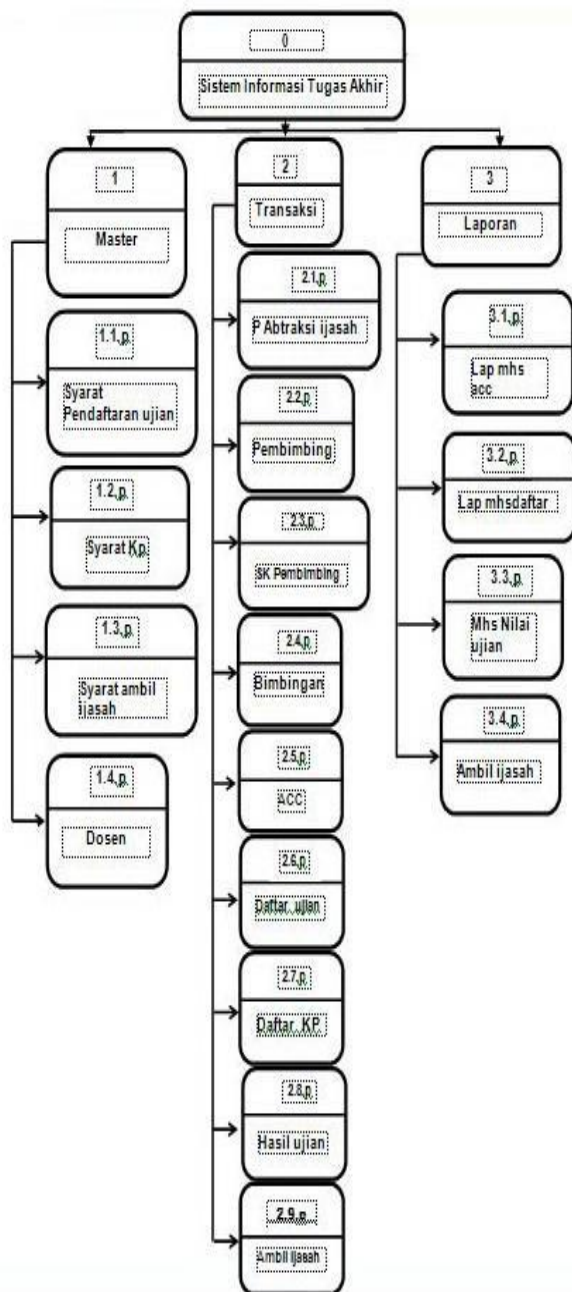 0
Sistem Informasi Tugas Akhir
1
Master
1.1.p
Syarat
Pendaftaran ujian
1.2.p
Syarat Kp
1.3.p
Syarat ambil
ijasah
1.4.p
Dosen
2
Transaksi
2.1.p
P Abtraksi ijasah
2.2.p
Pembimbing
2.3.p
SK Pembimbing
2.4.p
Bimbingan
2.5.p
ACC
2.6.p
Daftar ujian
2.7.p
Daftar KP
2.8.p
Hasil ujian
2.9.p
Ambil ijasah
3
Laporan
3.1.p
Lap mhs
acc
3.2.p
Lap mhsdaftar
3.3.p
Mhs Nilai
ujian
3.4.p
Ambil ijasah